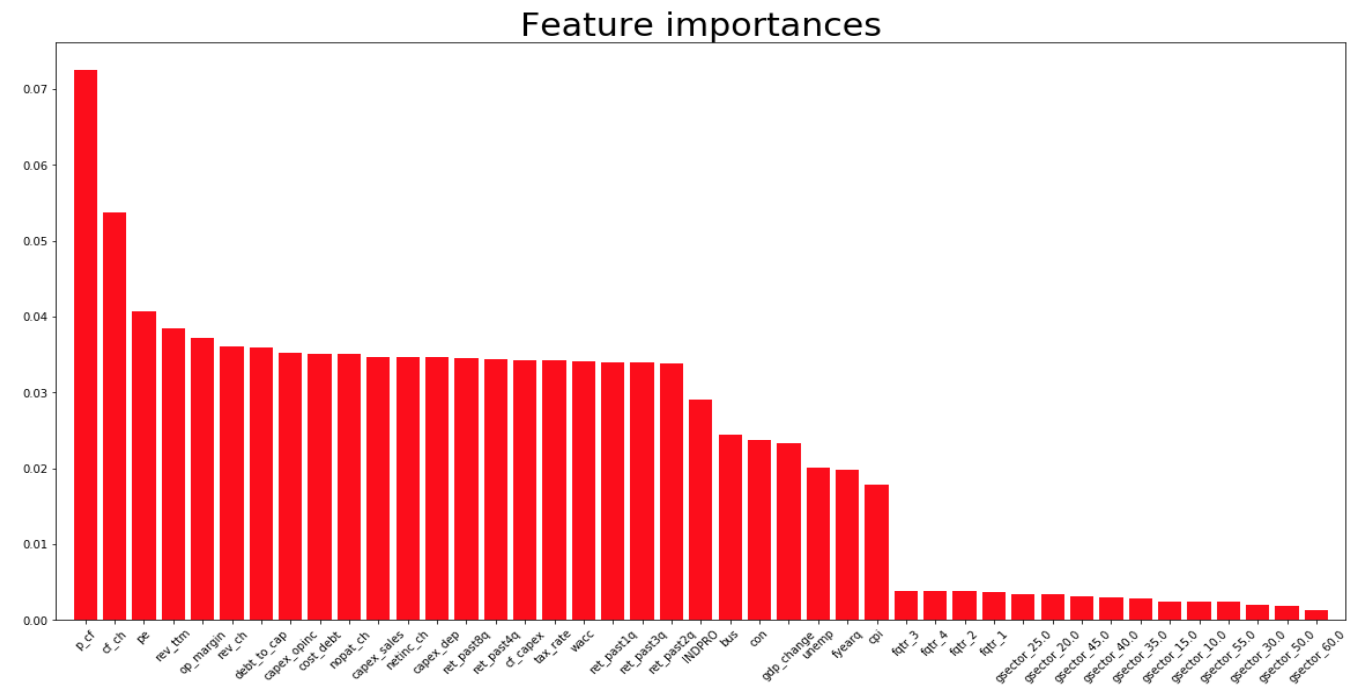 Feature importances
0.07
0.06
0.05
0.04
0.03
0.02
0.01
0.00
p_cf
cf_ch
pe
rev_ttm
op_margin
rev_ch
debt_to_cap
capex_opinc
cost_debt
nopat_ch
capex_sales
netinc_ch
capex_dep
ret_past8q
ret_past4q
cf_capex
tax_rate
wacc
ret_past1q
ret_past3q
ret_past2q
INDPRO
bus
con
gdp_change
unemp
fyearq
cpi
fqtr_3
fqtr_4
fqtr_2
fqtr_1
gsector_25.0
gsector_20.0
gsector_45.0
gsector_40.0
gsector_35.0
gsector_15.0
gsector_10.0
gsector_55.0
gsector_30.0
gsector_50.0
gsector_60.0